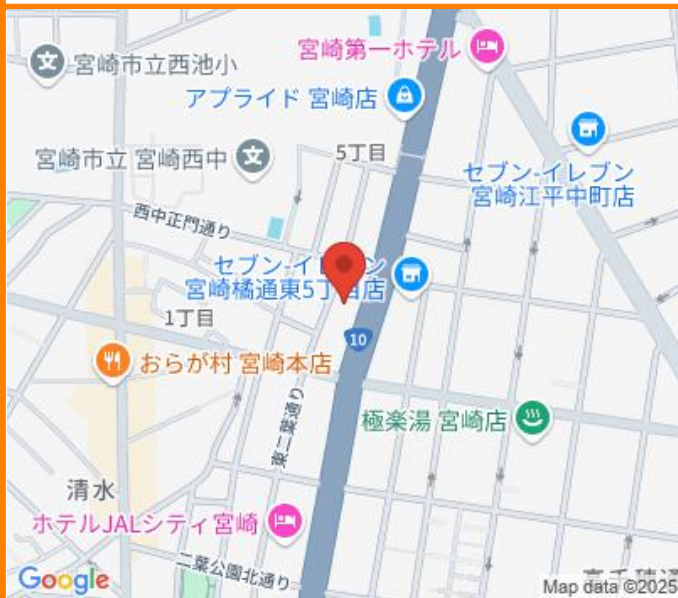 宮崎第一ホテル
宮崎市立西池小
アプライド 宮崎店
5丁目
宮崎市立 宮崎西中
セブン-イレブン
宮崎江平中町店
西中正門通り
セブン-イレブン
宮崎橘通東5丁目店
1丁目
10
おらが村 宮崎本店
東二葉通り
極楽湯 宮崎店
清水
ホテルJALシティ宮崎
二葉公園北通り
高千穂通
Google
Map data ©2025